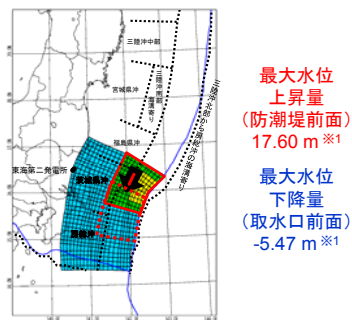 三陸沖中部
宮城県沖
三陸沖南部
海溝寄り
三陸沖北部から房総沖の海溝寄り
福島県沖
東海第二発電所
茨城県沖
房総沖
最大水位
上昇量
(防潮堤前面)
17.60 m ※1
最大水位
下降量
(取水口前面)
-5.47 m ※1